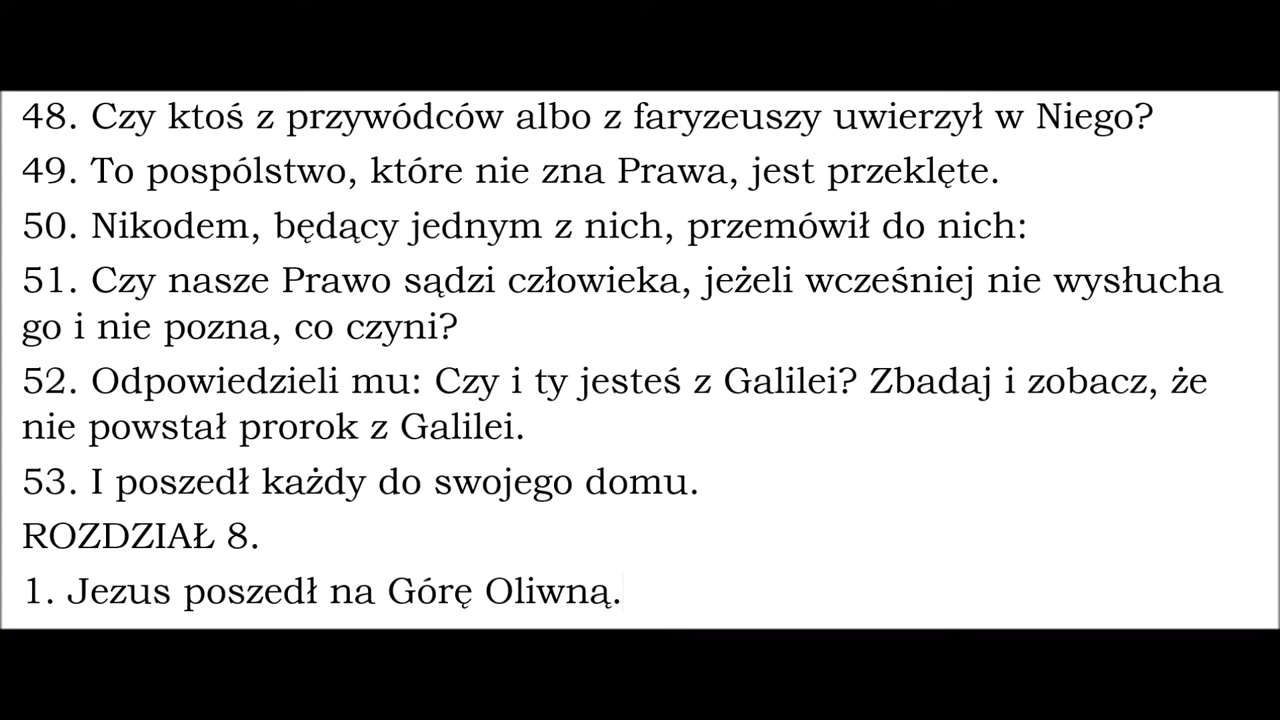 48. Czy ktoś z przywódców albo z faryzeuszy uwierzył w Niego?
49. To pospólstwo, które nie zna Prawa, jest przeklęte.
50. Nikodem, będący jednym z nich, przemówił do nich:
51. Czy nasze Prawo sądzi człowieka, jeżeli wcześniej nie wysłucha
go i nie pozna, co czyni?
52. Odpowiedzieli mu: Czy i ty jesteś z Galilei? Zbadaj i zobacz, że
nie powstał prorok z Galilei.
53. I poszedł każdy do swojego domu.
ROZDZIAŁ 8.
1. Jezus poszedł na Górę Oliwną.